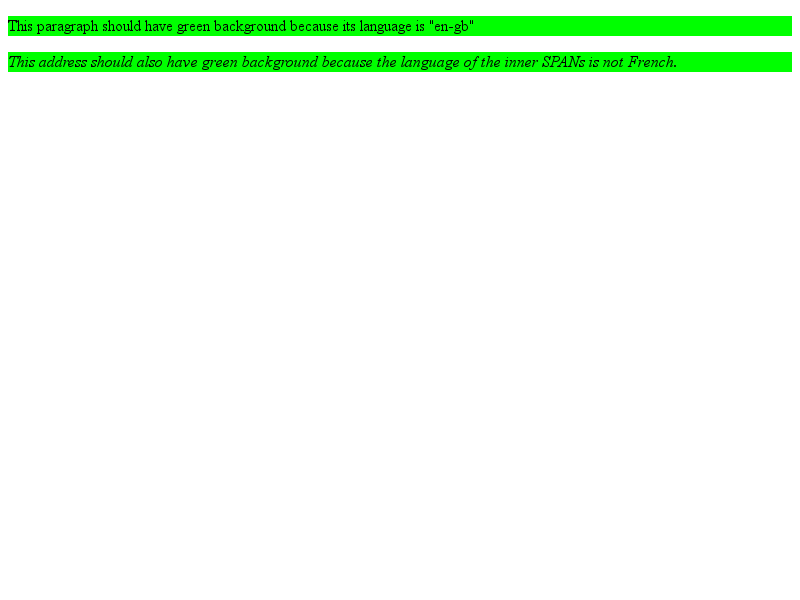 This paragraph should have green background because its language is "en-gb"
This address should also have green background because the language of the inner SPANs is not French.